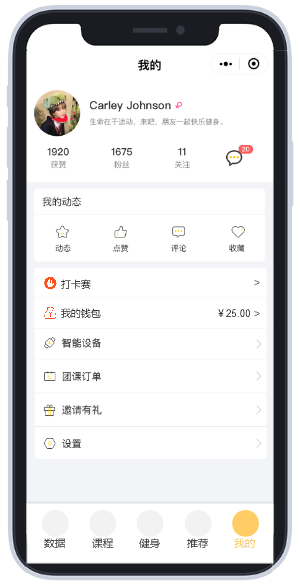 我的
Carley Johnson
生命在于运动，来吧，朋友一起快乐健身。
1920
获赞
1675
粉丝
11
关注
20
我的动态
动态
点赞
评论
收藏
打卡赛 >
我的钱包 ¥ 25.00 >
智能设备
团课订单
邀请有礼
设置
数据
课程
健身
推荐
我的